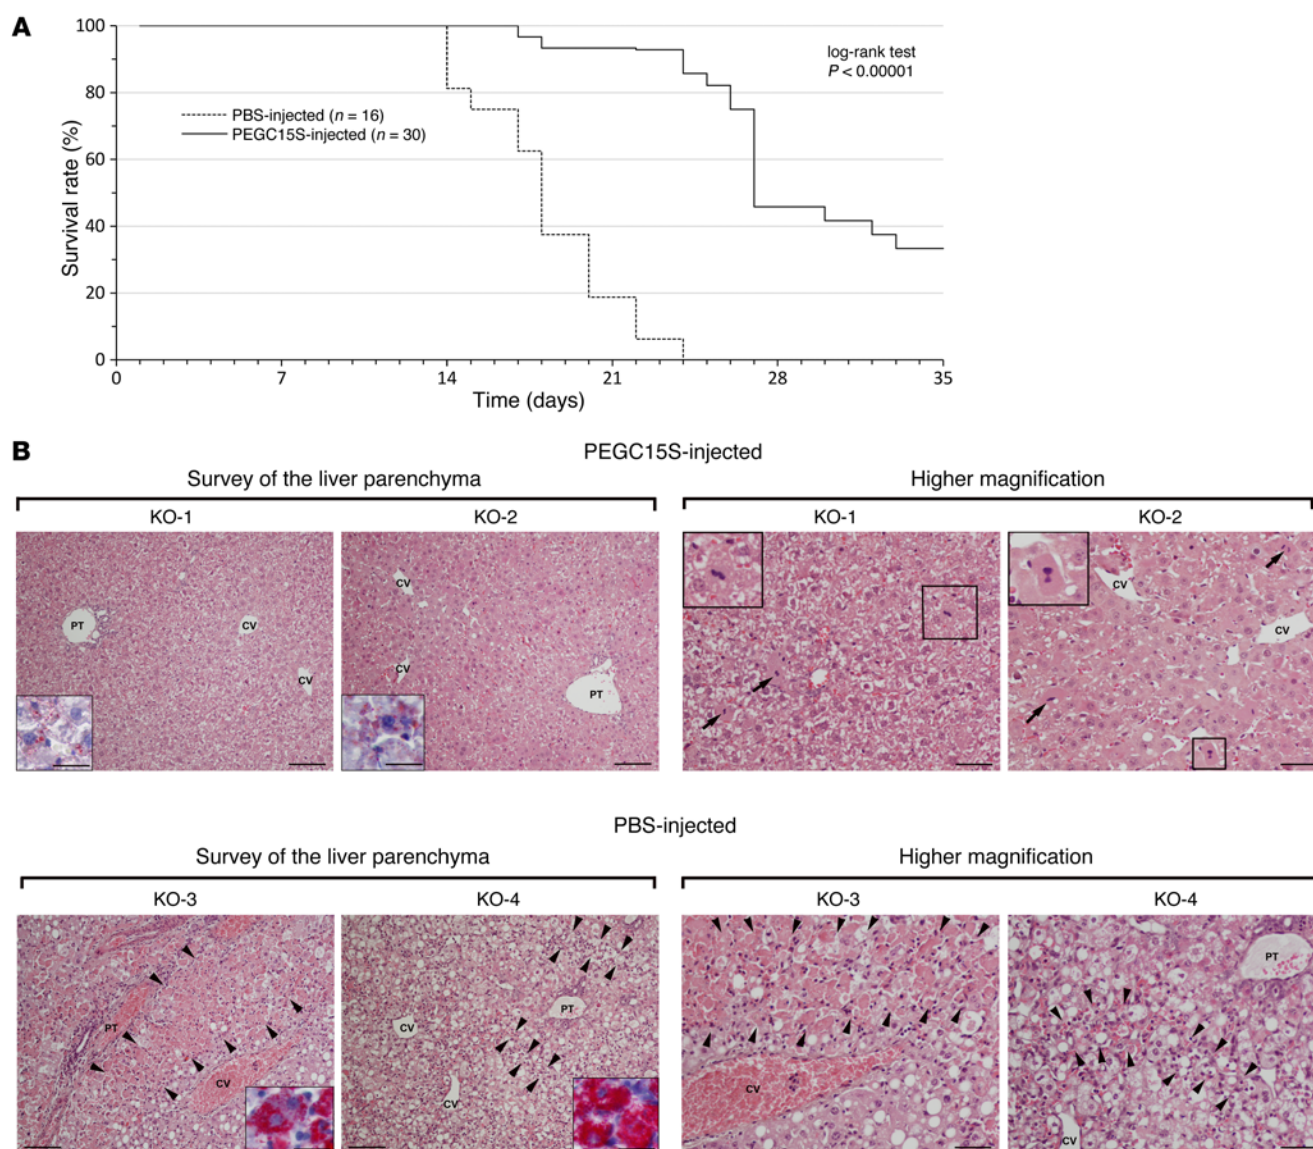 A
100
80
60
40
20
0
Survival rate (%)
PBS-injected (n = 16)
PEGC15S-injected (n = 30)
log-rank test
P < 0.00001
0 7 14 21 28 35
Time (days)
B
PEGC15S-injected
Survey of the liver parenchyma Higher magnification
KO-1 KO-2 KO-1 KO-2
PT CV CV
CV CV PT
CV CV
PBS-injected
Survey of the liver parenchyma Higher magnification
KO-3 KO-4 KO-3 KO-4
PT CV
PT CV CV
CV
PT CV